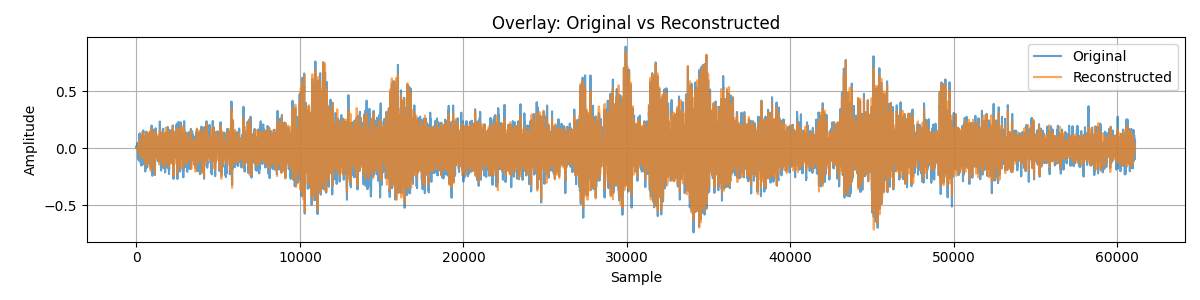 Overlay: Original vs Reconstructed
Original
Reconstructed
Amplitude
0.5
0.0
−0.5
0 10000 20000 30000 40000 50000 60000
Sample